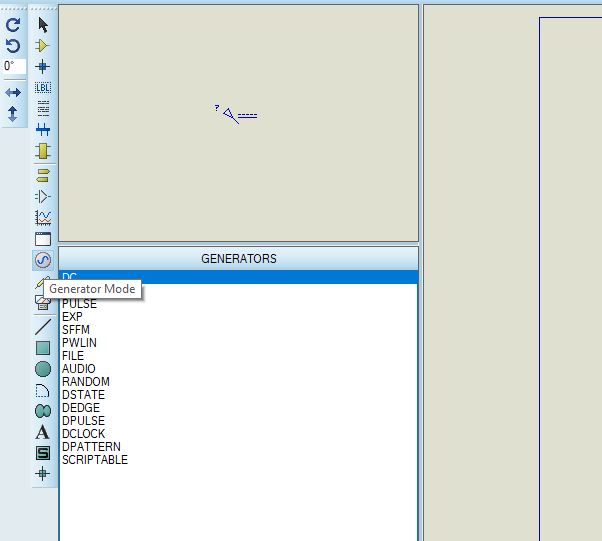 0°
LBL
?
GENERATORS
DC
Generator Mode
PULSE
EXP
SFFM
PWLIN
FILE
AUDIO
RANDOM
DSTATE
DEDGE
DPULSE
DCLOCK
DPATTERN
SCRIPTABLE
A
S